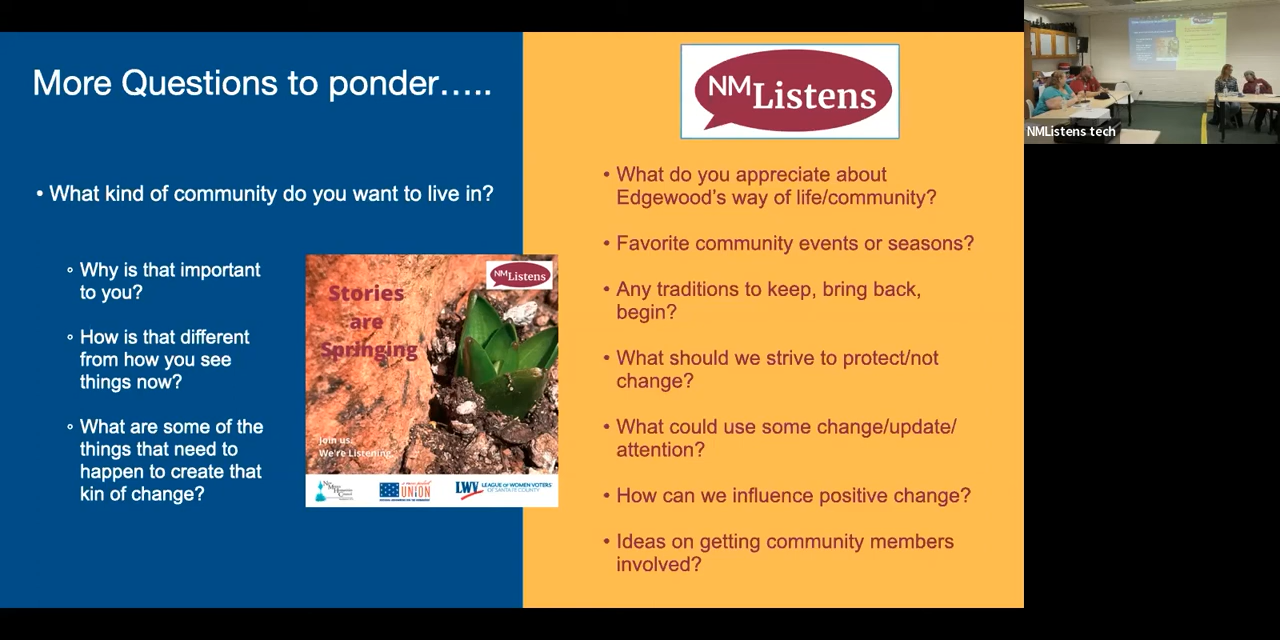 More Questions to ponder…..
• What kind of community do you want to live in?
◦ Why is that important
to you?
◦ How is that different
from how you see
things now?
◦ What are some of the
things that need to
happen to create that
kin of change?
NMListens
Stories
are
Springing
Join us:
We're Listening
UNION
LWV LEAGUE OF WOMEN VOTERS
OF SANTA FE COUNTY
NM Listens
• What do you appreciate about
Edgewood's way of life/community?
• Favorite community events or seasons?
• Any traditions to keep, bring back,
begin?
• What should we strive to protect/not
change?
• What could use some change/update/
attention?
• How can we influence positive change?
• Ideas on getting community members
involved?
NMListens tech